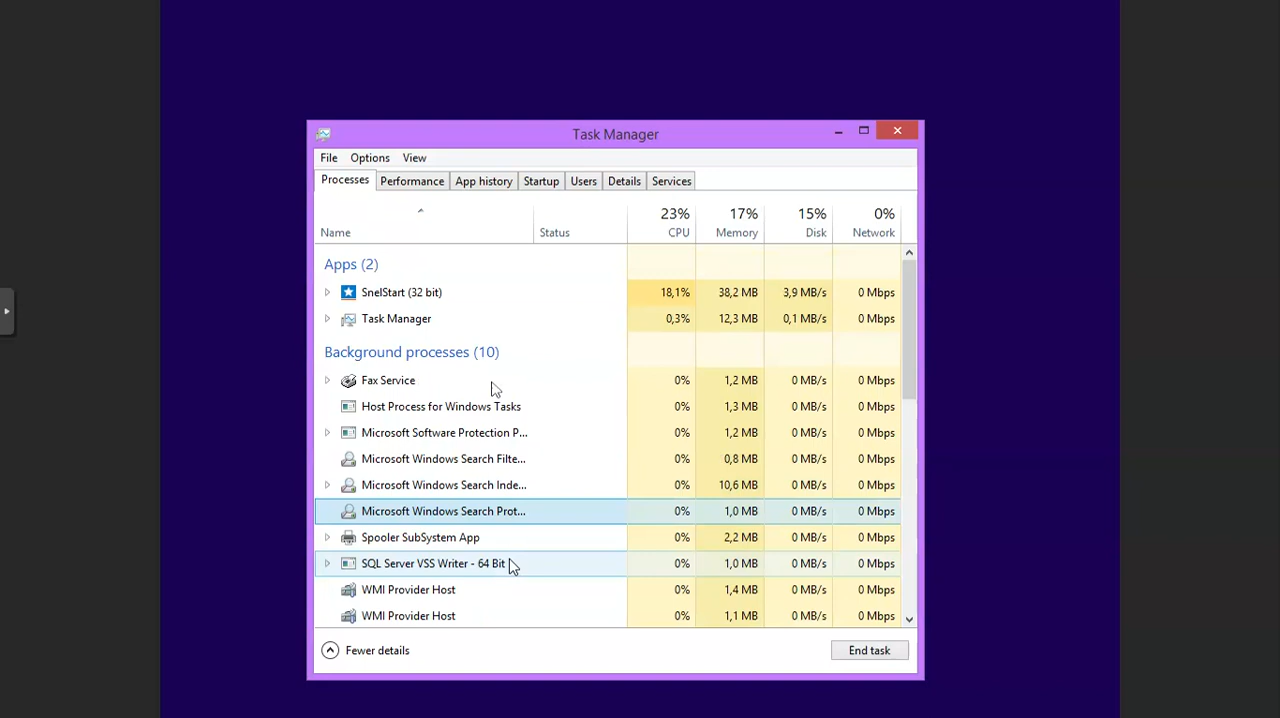 Task Manager
File Options View
Processes Performance App history Startup Users Details Services
23% 17% 15% 0%
Name Status CPU Memory Disk Network
Apps (2)
SnelStart (32 bit) 18,1% 38,2 MB 3,9 MB/s 0 Mbps
Task Manager 0,3% 12,3 MB 0,1 MB/s 0 Mbps
Background processes (10)
Fax Service 0% 1,2 MB 0 MB/s 0 Mbps
Host Process for Windows Tasks 0% 1,3 MB 0 MB/s 0 Mbps
Microsoft Software Protection P... 0% 1,2 MB 0 MB/s 0 Mbps
Microsoft Windows Search Filte... 0% 0,8 MB 0 MB/s 0 Mbps
Microsoft Windows Search Inde... 0% 10,6 MB 0 MB/s 0 Mbps
Microsoft Windows Search Prot... 0% 1,0 MB 0 MB/s 0 Mbps
Spooler SubSystem App 0% 2,2 MB 0 MB/s 0 Mbps
SQL Server VSS Writer - 64 Bit 0% 1,0 MB 0 MB/s 0 Mbps
WMI Provider Host 0% 1,4 MB 0 MB/s 0 Mbps
WMI Provider Host 0% 1,1 MB 0 MB/s 0 Mbps
Fewer details End task